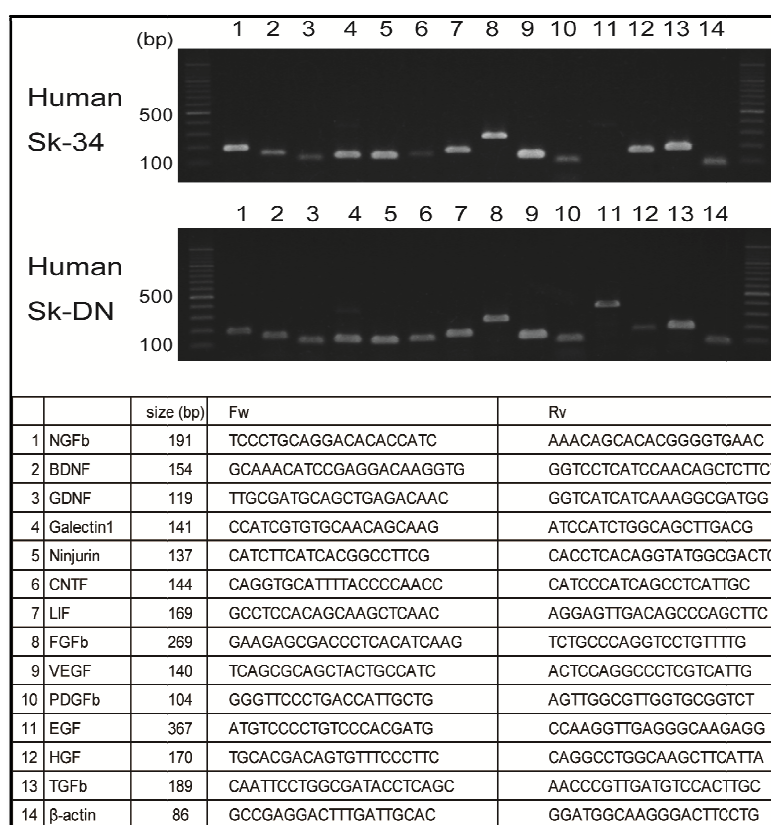 (bp) 1 2 3 4 5 6 7 8 9 10 11 12 13 14
Human
Sk-34
500
100
1 2 3 4 5 6 7 8 9 10 11 12 13 14
Human
Sk-DN
500
100
size (bp) Fw Rv
1 NGFb 191 TCCCTGCAGGACACACCATC AAACAGCACACGGGGTGAAC
2 BDNF 154 GCAAACATCCGAGGACAAGGTG GGTCCTCATCCAACAGCTCTTC
3 GDNF 119 TTGCGATGCAGCTGAGACAAC GGTCATCATCAAAGGCGATGG
4 Galectin1 141 CCATCGTGTGCAACAGCAAG ATCCATCTGGCAGCTTGACG
5 Ninjurin 137 CATCTTCATCACGGCCTTCG CACCTCACAGGTATGGCGACTC
6 CNTF 144 CAGGTGCATTTTACCCCAACC CATCCCATCAGCCTCATTGC
7 LIF 169 GCCTCCACAGCAAGCTCAAC AGGAGTTGACAGCCCAGCTTC
8 FGFb 269 GAAGAGCGACCCTCACATCAAG TCTGCCCAGGTCCTGTTTTG
9 VEGF 140 TCAGCGCAGCTACTGCCATC ACTCCAGGCCCTCGTCATTG
10 PDGFb 104 GGGTTCCCTGACCATTGCTG AGTTGGCGTTGGTGCGGTCT
11 EGF 367 ATGTCCCCTGTCCCACGATG CCAAGGTTGAGGGCAAGAGG
12 HGF 170 TGCACGACAGTGTTTCCCTTC CAGGCCTGGCAAGCTTCATTA
13 TGFb 189 CAATTCCTGGCGATACCTCAGC AACCCGTTGATGTCCACTTGC
14 β-actin 86 GCCGAGGACTTTGATTGCAC GGATGGCAAGGGACTTCCTG